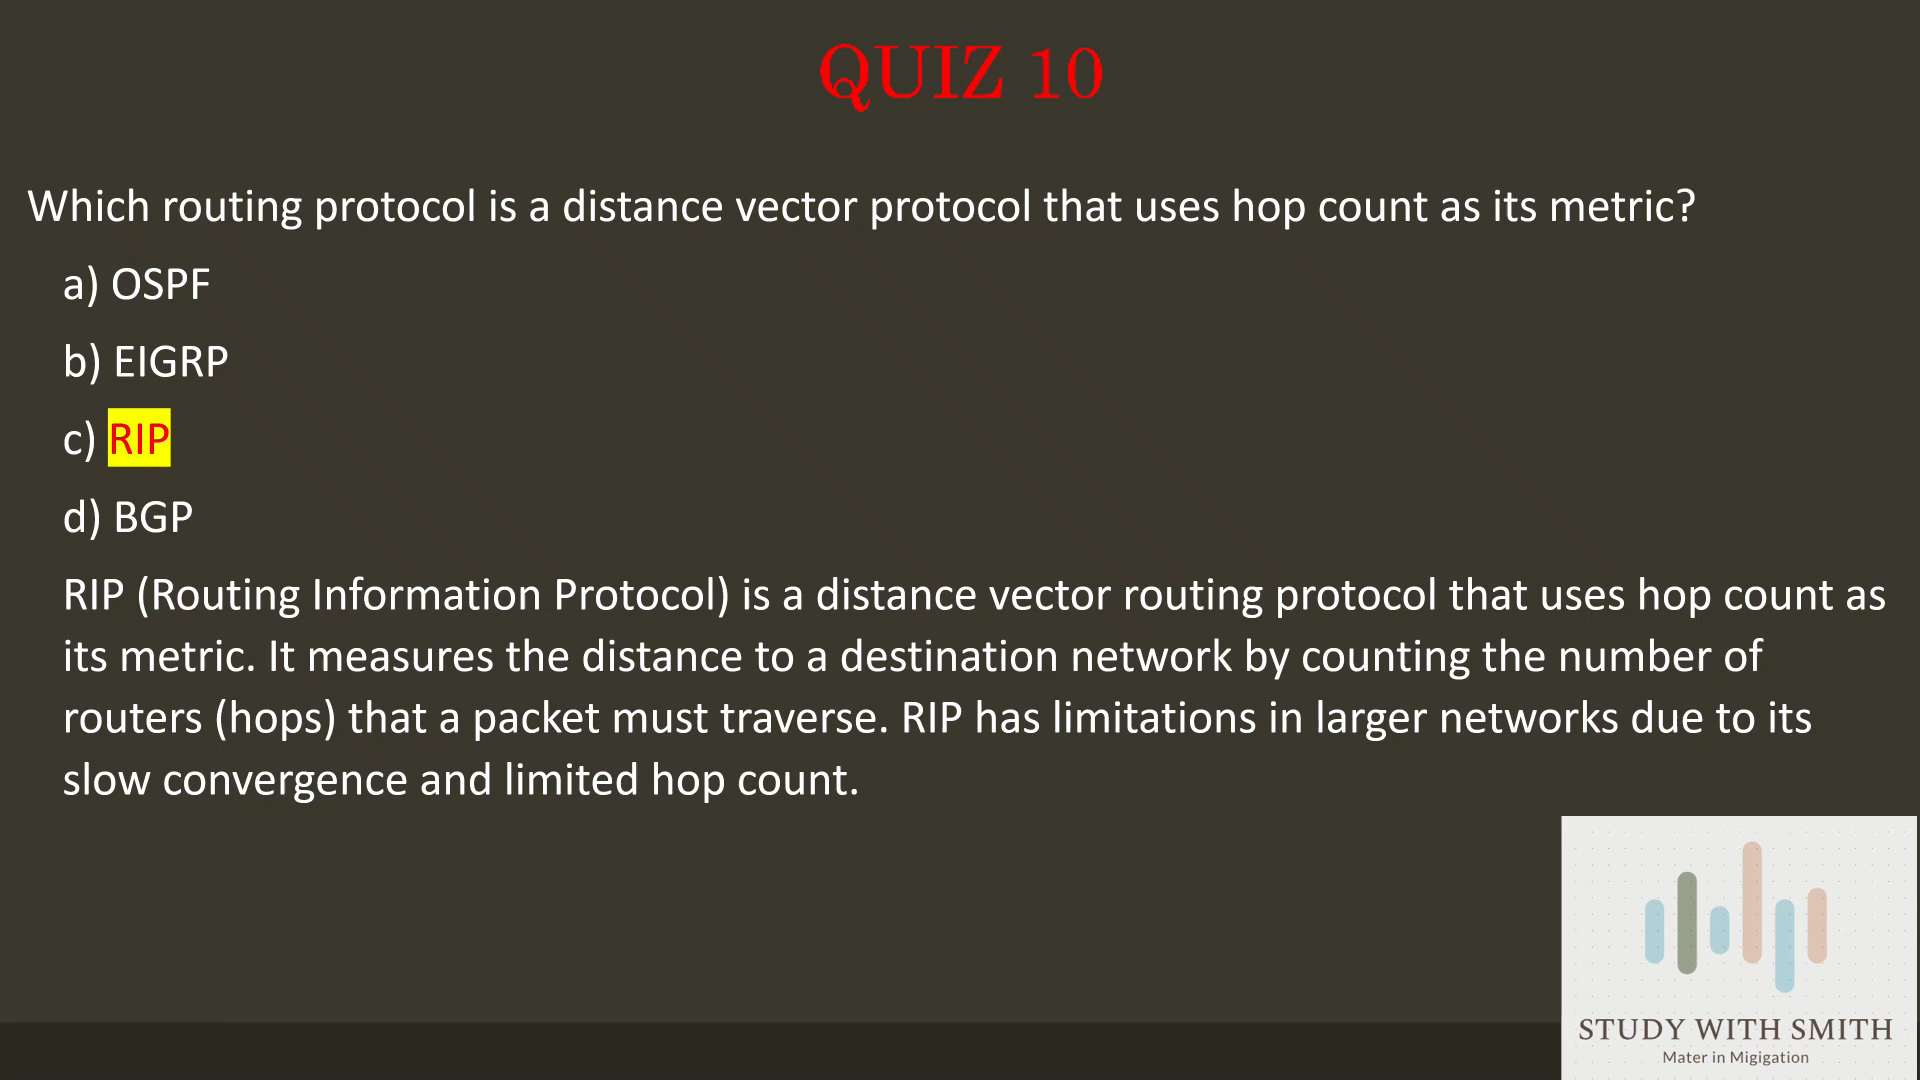 QUIZ 10
Which routing protocol is a distance vector protocol that uses hop count as its metric?
a) OSPF
b) EIGRP
c) RIP
d) BGP
RIP (Routing Information Protocol) is a distance vector routing protocol that uses hop count as
its metric. It measures the distance to a destination network by counting the number of
routers (hops) that a packet must traverse. RIP has limitations in larger networks due to its
slow convergence and limited hop count.
STUDY WITH SMITH
Mater in Migigation